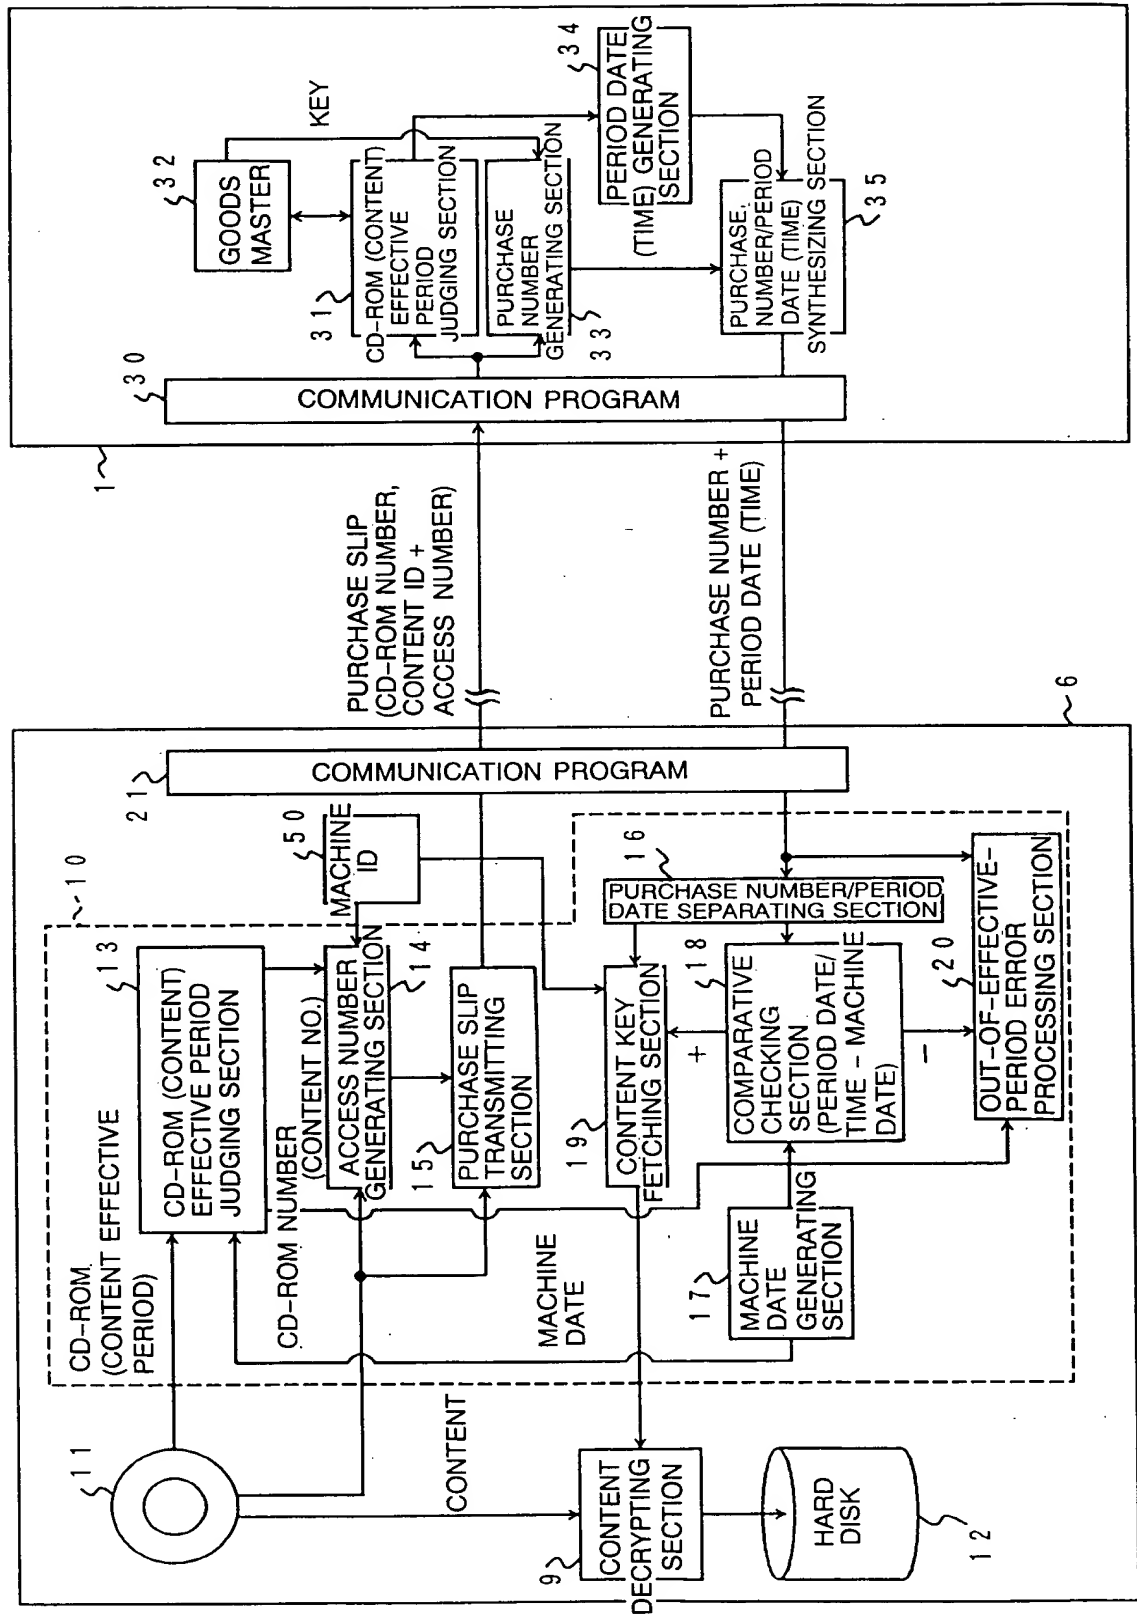 11
CD-ROM
(CONTENT EFFECTIVE
PERIOD)
13
CD-ROM (CONTENT)
EFFECTIVE PERIOD
JUDGING SECTION
10
CD-ROM NUMBER
(CONTENT NO.)
50
MACHINE
ID
ACCESS NUMBER
GENERATING SECTION
14
15
PURCHASE SLIP
TRANSMITTING
SECTION
21
COMMUNICATION PROGRAM
CONTENT
MACHINE
DATE
9
CONTENT
DECRYPTING
SECTION
19
CONTENT KEY
FETCHING SECTION
16
PURCHASE NUMBER/PERIOD
DATE SEPARATING SECTION
17
MACHINE
DATE
GENERATING
SECTION
18
COMPARATIVE
CHECKING
SECTION
(PERIOD DATE/
TIME - MACHINE
DATE)
+
-
20
OUT-OF-EFFECTIVE-
PERIOD ERROR
PROCESSING SECTION
HARD
DISK
12
6
PURCHASE SLIP
(CD-ROM NUMBER,
CONTENT ID +
ACCESS NUMBER)
PURCHASE NUMBER +
PERIOD DATE (TIME)
1
30
COMMUNICATION PROGRAM
32
GOODS
MASTER
KEY
31
CD-ROM (CONTENT)
EFFECTIVE
PERIOD
JUDGING SECTION
PURCHASE
NUMBER
GENERATING SECTION
33
34
PERIOD DATE
(TIME) GENERATING
SECTION
PURCHASE,
NUMBER/PERIOD
DATE (TIME)
SYNTHESIZING SECTION
35